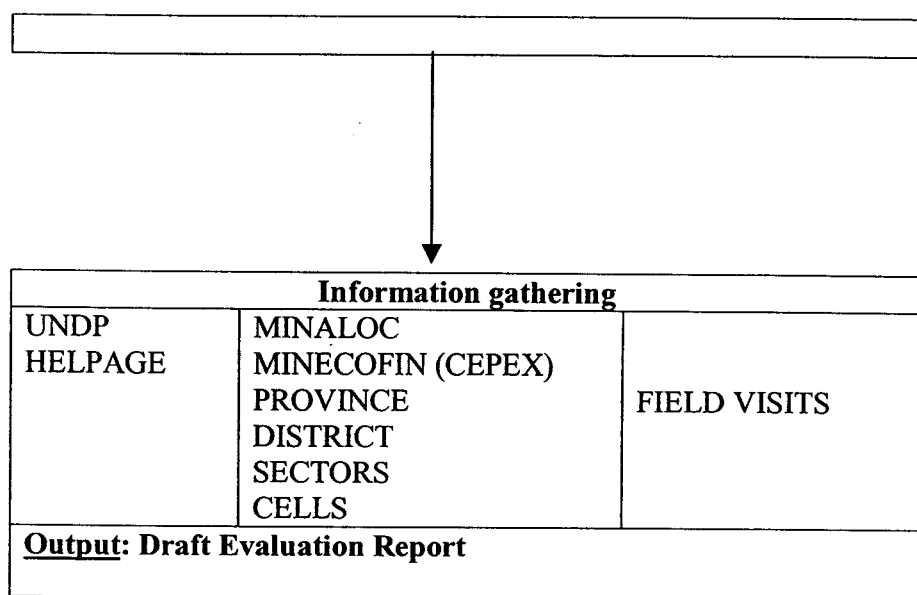 Information gathering
UNDP
HELPAGE
MINALOC
MINECOFIN (CEPEX)
PROVINCE
DISTRICT
SECTORS
CELLS
FIELD VISITS
Output: Draft Evaluation Report